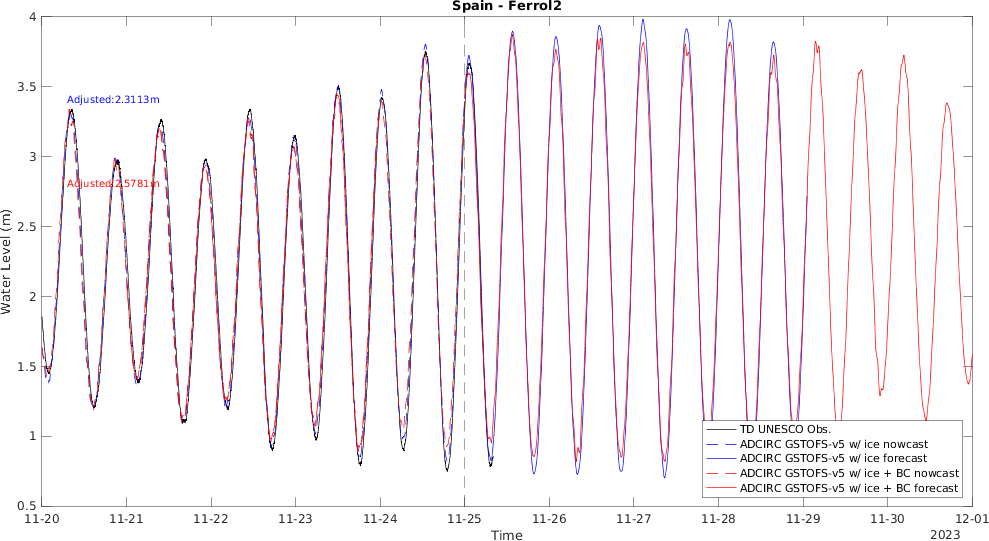 Spain - Ferrol2
4
3.5
3
2.5
2
1.5
1
0.5
Water Level (m)
Adjusted:2.3113m
Adjusted:2.5781m
TD UNESCO Obs.
ADCIRC GSTOFS-v5 w/ ice nowcast
ADCIRC GSTOFS-v5 w/ ice forecast
ADCIRC GSTOFS-v5 w/ ice + BC nowcast
ADCIRC GSTOFS-v5 w/ ice + BC forecast
11-20 11-21 11-22 11-23 11-24 11-25 11-26 11-27 11-28 11-29 11-30 12-01
Time
2023